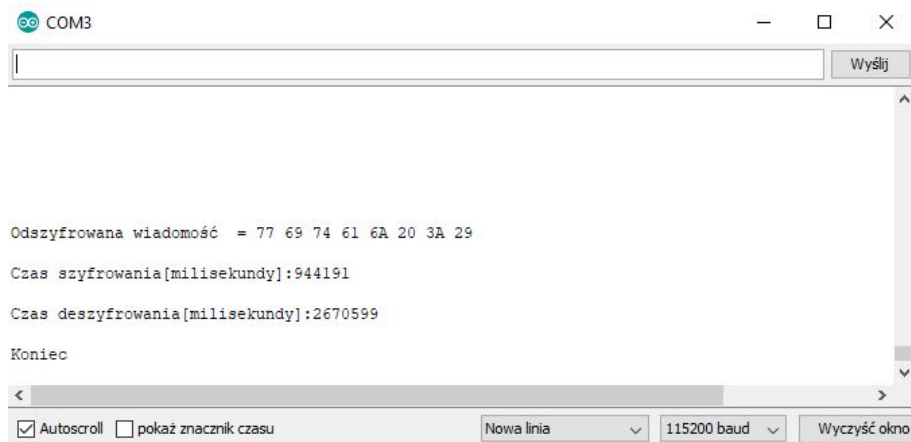 COM3
Wyślij
Odszyfrowana wiadomość  = 77 69 74 61 6A 20 3A 29
Czas szyfrowania[milisekundy]:944191
Czas deszyfrowania[milisekundy]:2670599
Koniec
Autoscroll pokaż znacznik czasu Nowa linia 115200 baud Wyczyść okno